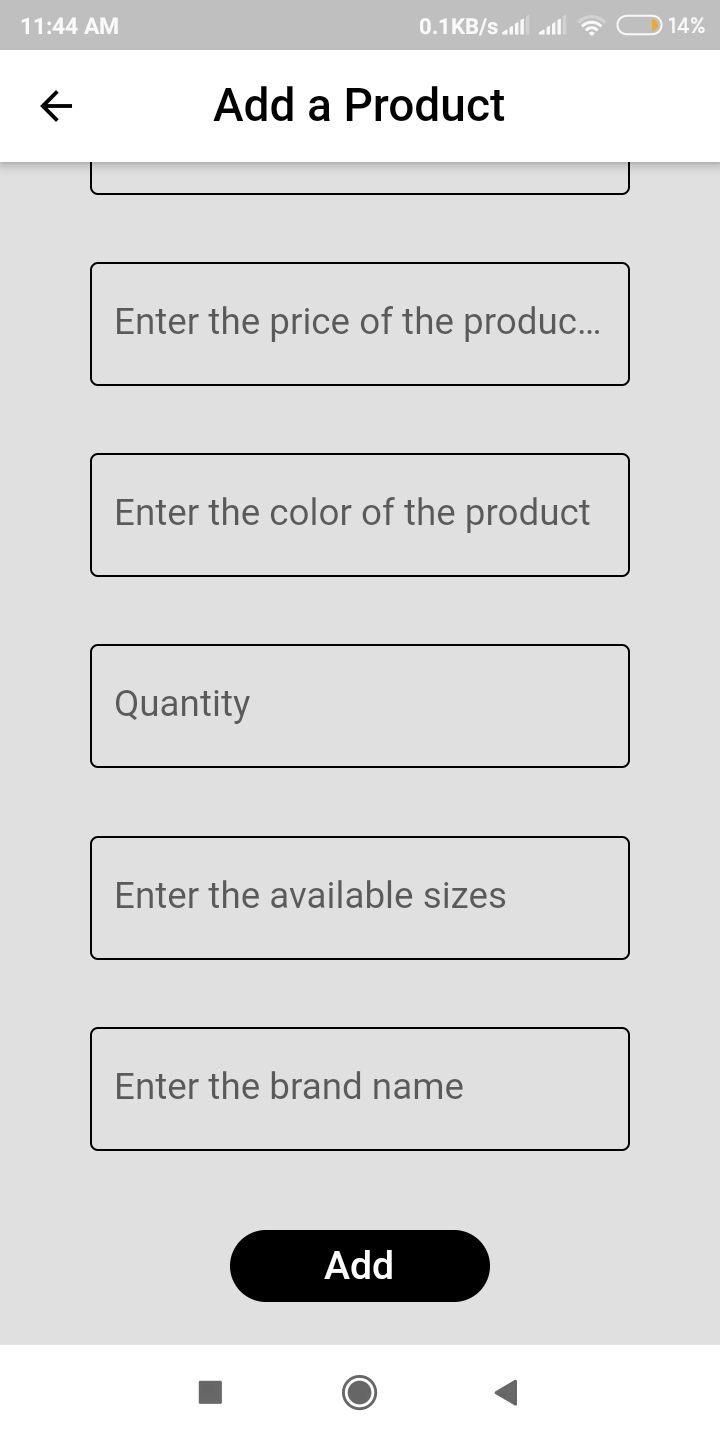 11:44 AM 0.1KB/s 14%
Add a Product
Enter the price of the produc...
Enter the color of the product
Quantity
Enter the available sizes
Enter the brand name
Add